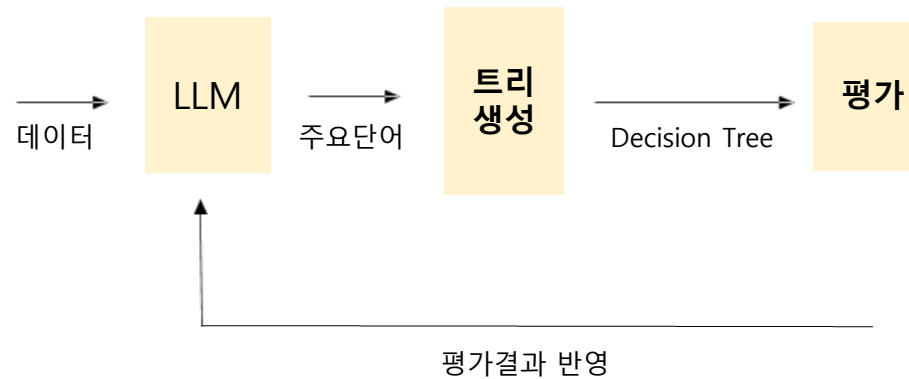 LLM
트리
생성
평가
데이터
주요단어
Decision Tree
평가결과 반영